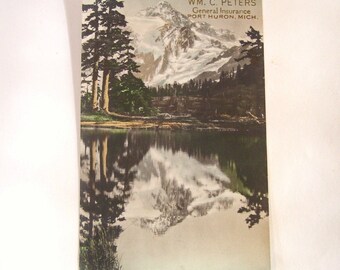 WM. C. PETERS
General Insurance
PORT HURON, MICH.